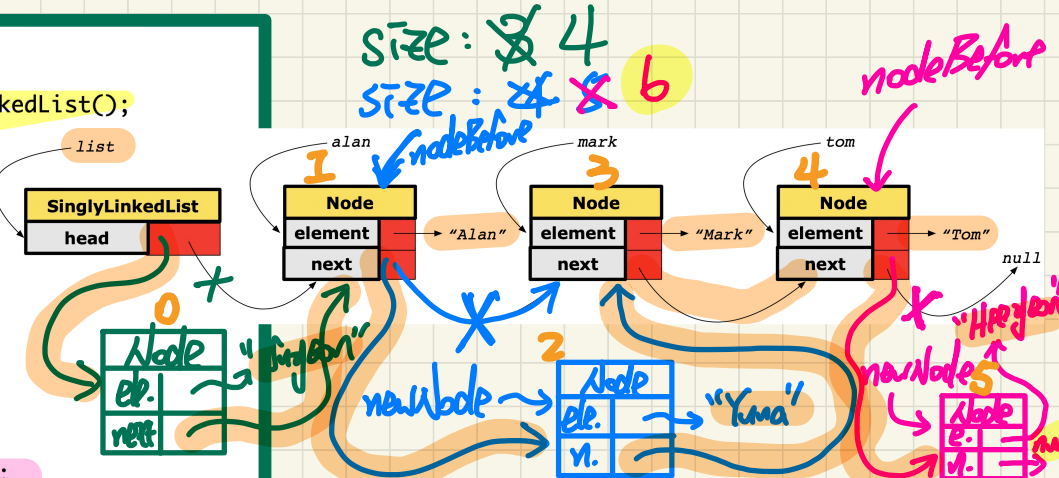 size: 3 4
size: 4 5 6
nodeBefore
kedList();
nodeBefore
list
alan
mark
tom
1
3
4
SinglyLinkedList
Node
Node
Node
head
element
"Alan"
element
"Mark"
element
"Tom"
next
next
next
null
0
2
Node
ele.
next
newNode
Node
ele.
"Yuna"
n.
newNode
5
Node
e.
n.
;